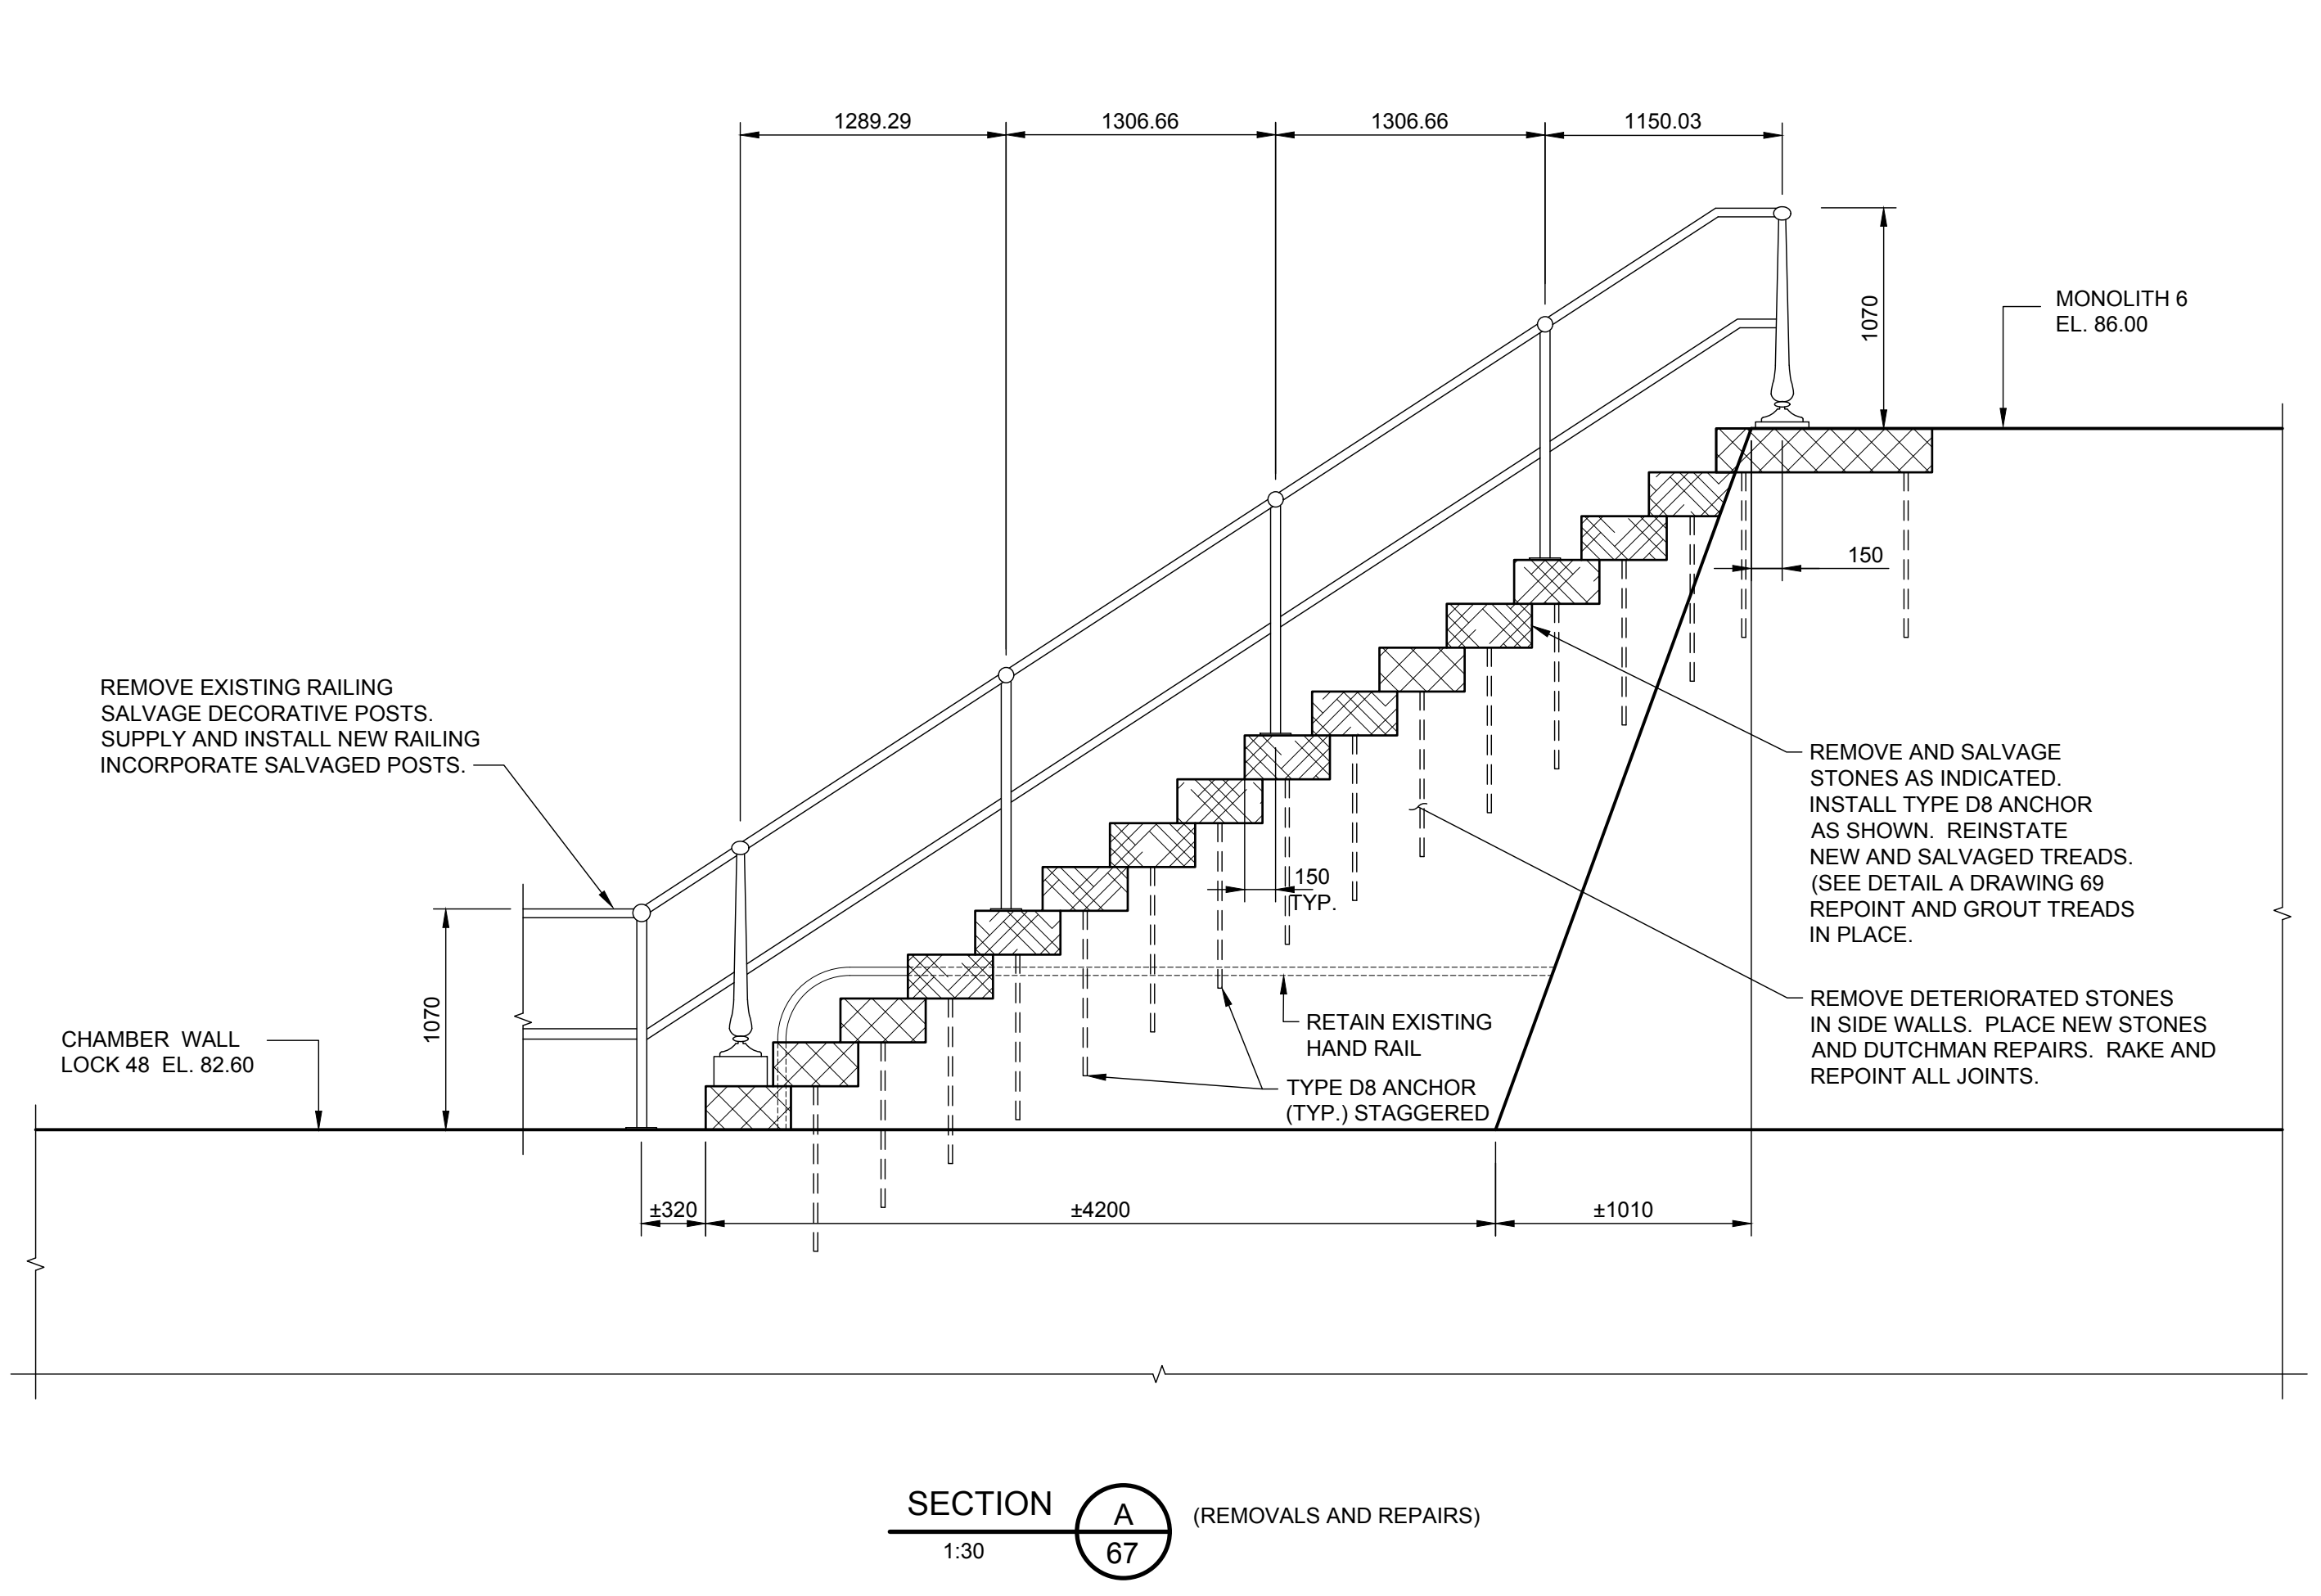 1289.29
1306.66
1306.66
1150.03
1070
MONOLITH 6
EL. 86.00
150
REMOVE EXISTING RAILING
SALVAGE DECORATIVE POSTS.
SUPPLY AND INSTALL NEW RAILING
INCORPORATE SALVAGED POSTS.
REMOVE AND SALVAGE
STONES AS INDICATED.
INSTALL TYPE D8 ANCHOR
AS SHOWN. REINSTATE
NEW AND SALVAGED TREADS.
(SEE DETAIL A DRAWING 69
REPOINT AND GROUT TREADS
IN PLACE.
150
TYP.
1070
CHAMBER WALL
LOCK 48 EL. 82.60
RETAIN EXISTING
HAND RAIL
TYPE D8 ANCHOR
(TYP.) STAGGERED
REMOVE DETERIORATED STONES
IN SIDE WALLS. PLACE NEW STONES
AND DUTCHMAN REPAIRS. RAKE AND
REPOINT ALL JOINTS.
±320
±4200
±1010
SECTION
1:30
A
67
(REMOVALS AND REPAIRS)